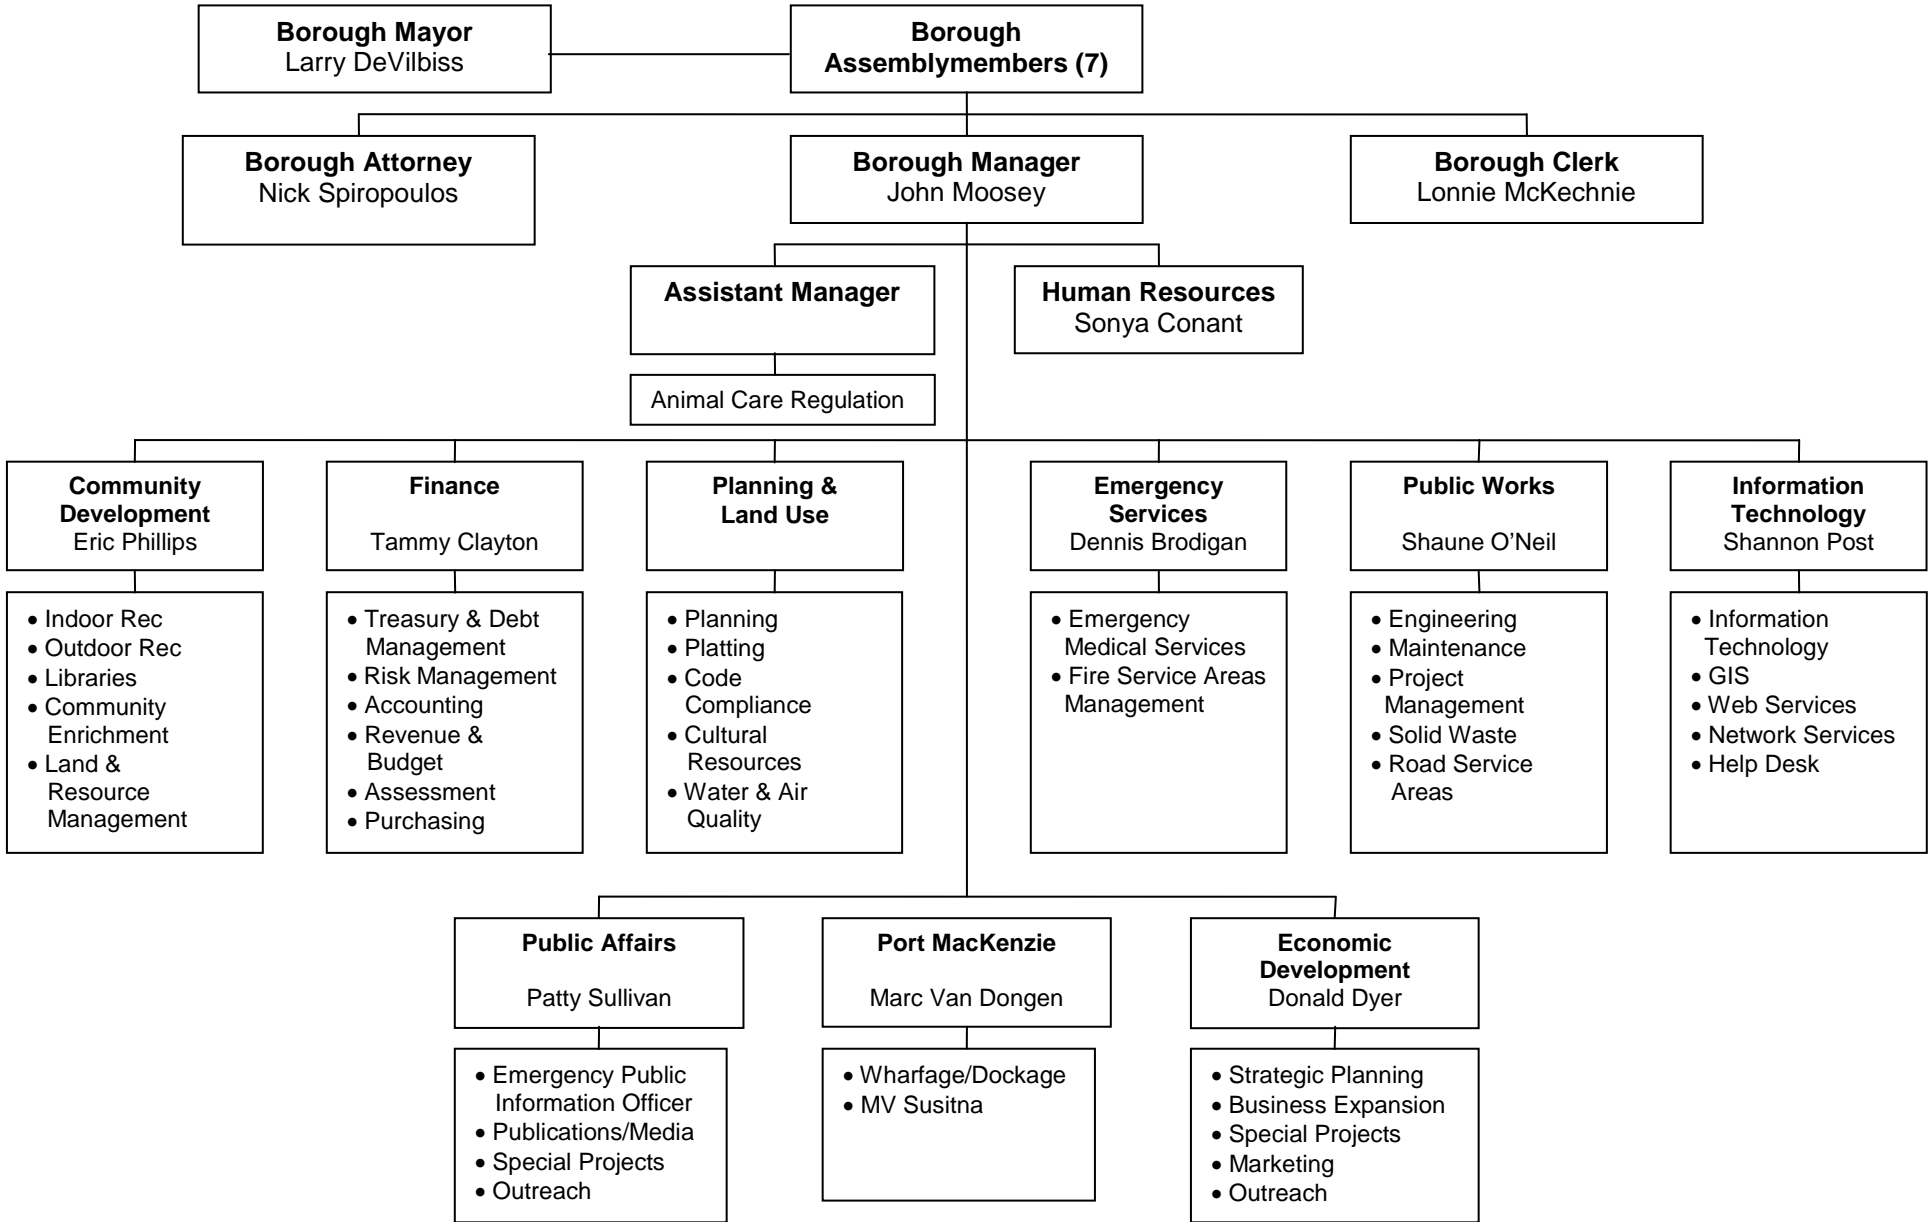 Borough Mayor
Larry DeVilbiss
Borough
Assemblymembers (7)
Borough Attorney
Nick Spiropoulos
Borough Manager
John Moosey
Borough Clerk
Lonnie McKechnie
Assistant Manager
Human Resources
Sonya Conant
Animal Care Regulation
Community
Development
Eric Phillips
Finance
Tammy Clayton
Planning &
Land Use
Emergency
Services
Dennis Brodigan
Public Works
Shaune O’Neil
Information
Technology
Shannon Post
• Indoor Rec
• Outdoor Rec
• Libraries
• Community
Enrichment
• Land &
Resource
Management
• Treasury & Debt
Management
• Risk Management
• Accounting
• Revenue &
Budget
• Assessment
• Purchasing
• Planning
• Platting
• Code
Compliance
• Cultural
Resources
• Water & Air
Quality
• Emergency
Medical Services
• Fire Service Areas
Management
• Engineering
• Maintenance
• Project
Management
• Solid Waste
• Road Service
Areas
• Information
Technology
• GIS
• Web Services
• Network Services
• Help Desk
Public Affairs
Patty Sullivan
Port MacKenzie
Marc Van Dongen
Economic
Development
Donald Dyer
• Emergency Public
Information Officer
• Publications/Media
• Special Projects
• Outreach
• Wharfage/Dockage
• MV Susitna
• Strategic Planning
• Business Expansion
• Special Projects
• Marketing
• Outreach